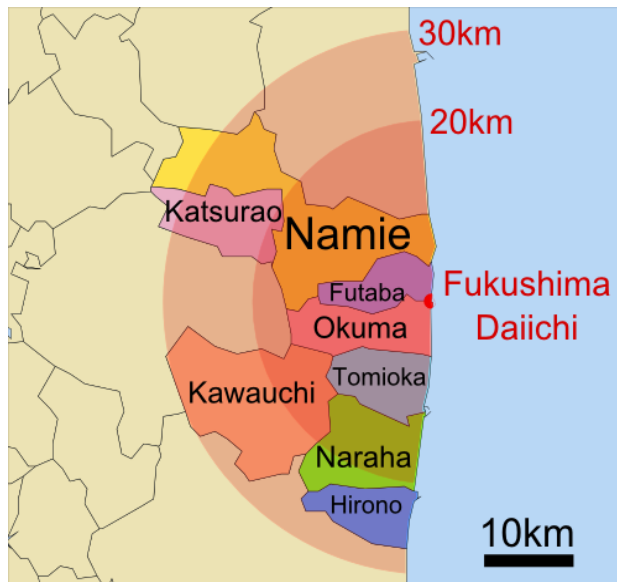 30km
20km
Katsurao
Namie
Futaba
Fukushima
Daiichi
Okuma
Tomioka
Kawauchi
Naraha
Hirono
10km